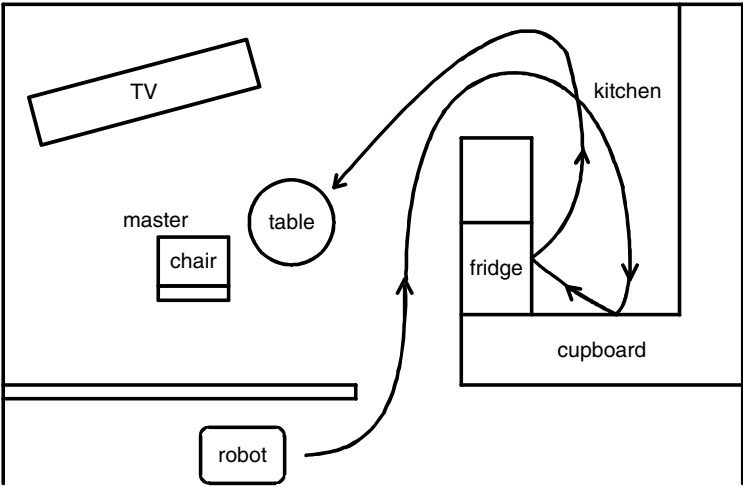 TV
kitchen
master
table
chair
fridge
cupboard
robot